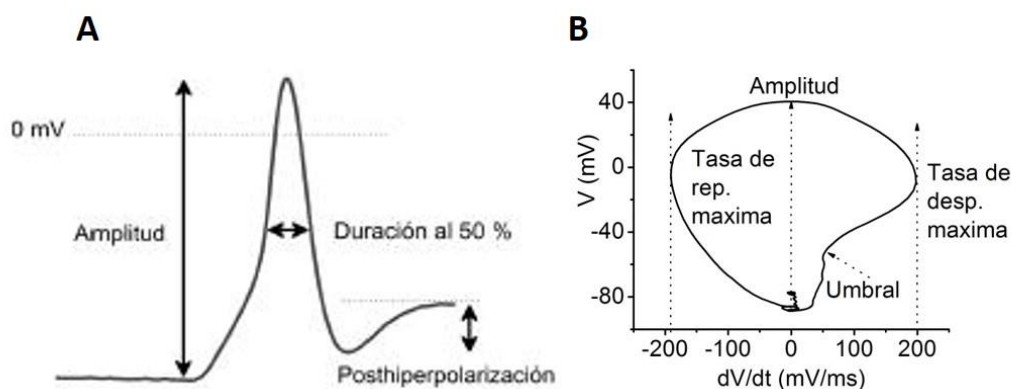 A
0 mV
Amplitud
Duración al 50 %
Posthiperpolarización
B
Amplitud
40
0
-40
-80
V (mV)
Tasa de
rep.
maxima
Tasa de
desp.
maxima
Umbral
-200
-100
0
100
200
dV/dt (mV/ms)